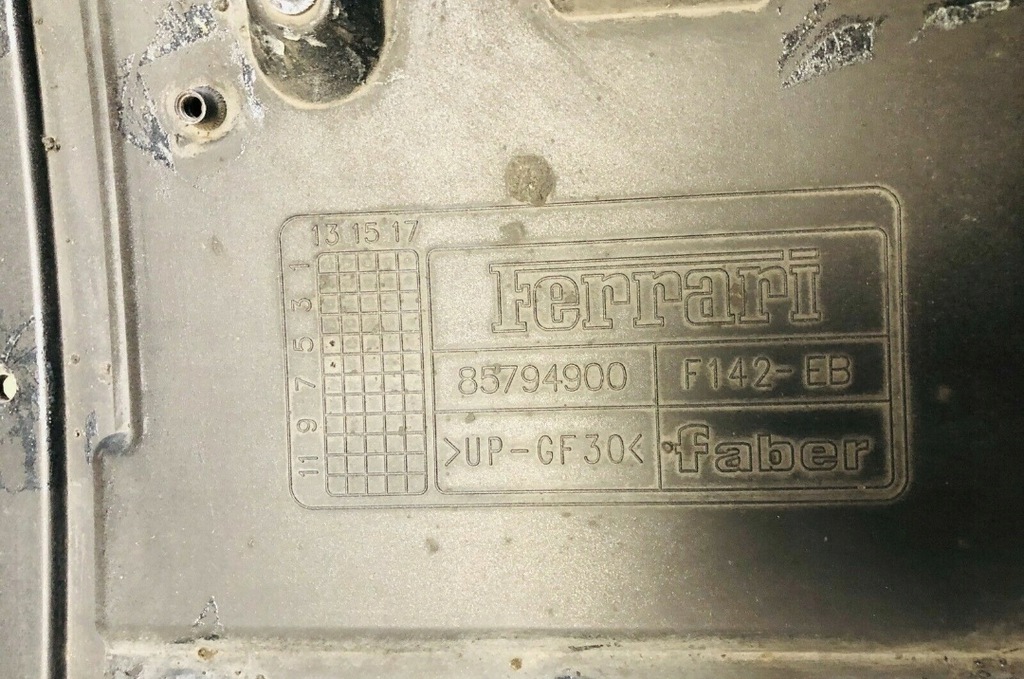 13 15 17
1 3 5 7 9 11
Ferrari
85794900 F142-EB
>UP-GF30< faber